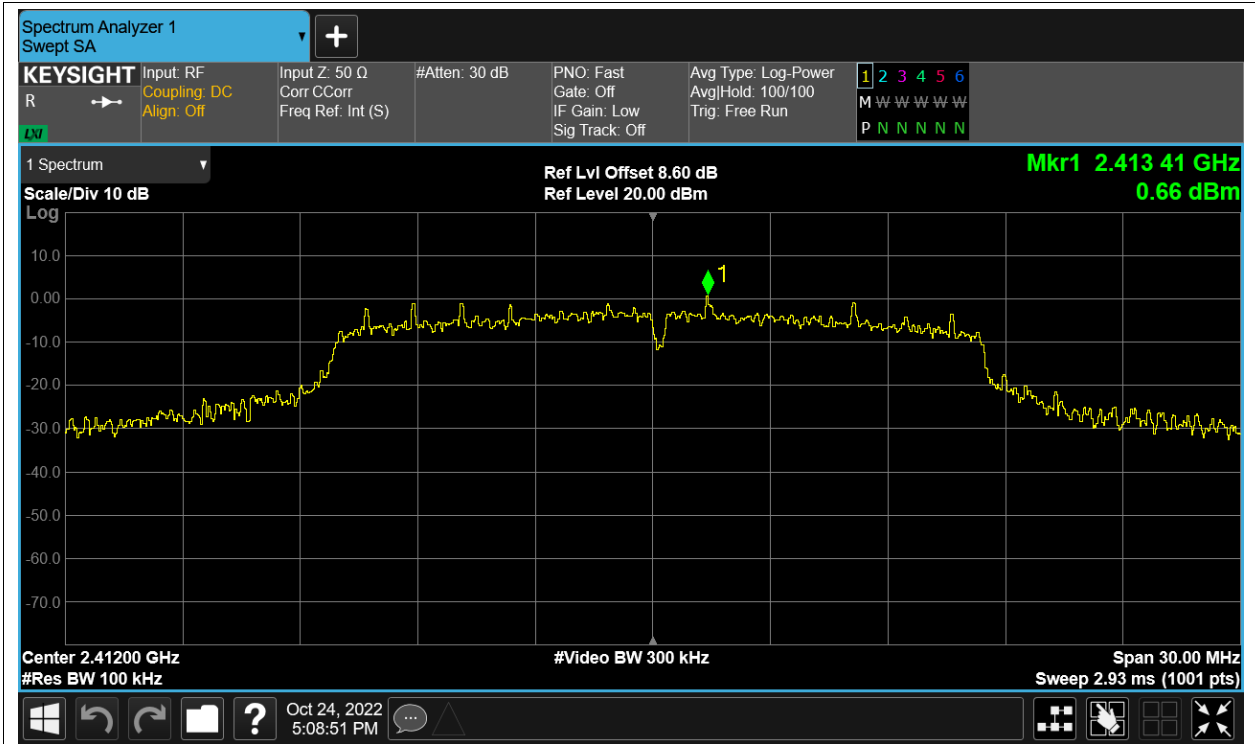 Spectrum Analyzer 1
Swept SA
KEYSIGHT
R
LXI
Input: RF
Coupling: DC
Align: Off
Input Z: 50 Ω
Corr CCorr
Freq Ref: Int (S)
#Atten: 30 dB
PNO: Fast
Gate: Off
IF Gain: Low
Sig Track: Off
Avg Type: Log-Power
Avg|Hold: 100/100
Trig: Free Run
1 2 3 4 5 6
M W W W W W
P N N N N N
1 Spectrum
Scale/Div 10 dB
Log
Ref Lvl Offset 8.60 dB
Ref Level 20.00 dBm
Mkr1 2.413 41 GHz
0.66 dBm
10.0
0.00
-10.0
-20.0
-30.0
-40.0
-50.0
-60.0
-70.0
1
Center 2.41200 GHz
#Res BW 100 kHz
#Video BW 300 kHz
Span 30.00 MHz
Sweep 2.93 ms (1001 pts)
?
Oct 24, 2022
5:08:51 PM